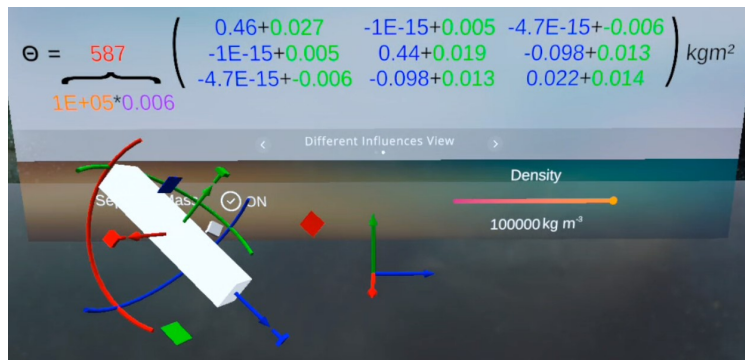 0.46+0.027 -1E-15+0.005 -4.7E-15+-0.006
Θ = 587 -1E-15+0.005 0.44+0.019 -0.098+0.013 kgm²
-4.7E-15+-0.006 -0.098+0.013 0.022+0.014
1E+05*0.006
Different Influences View
Density
ON
100000 kg m⁻³